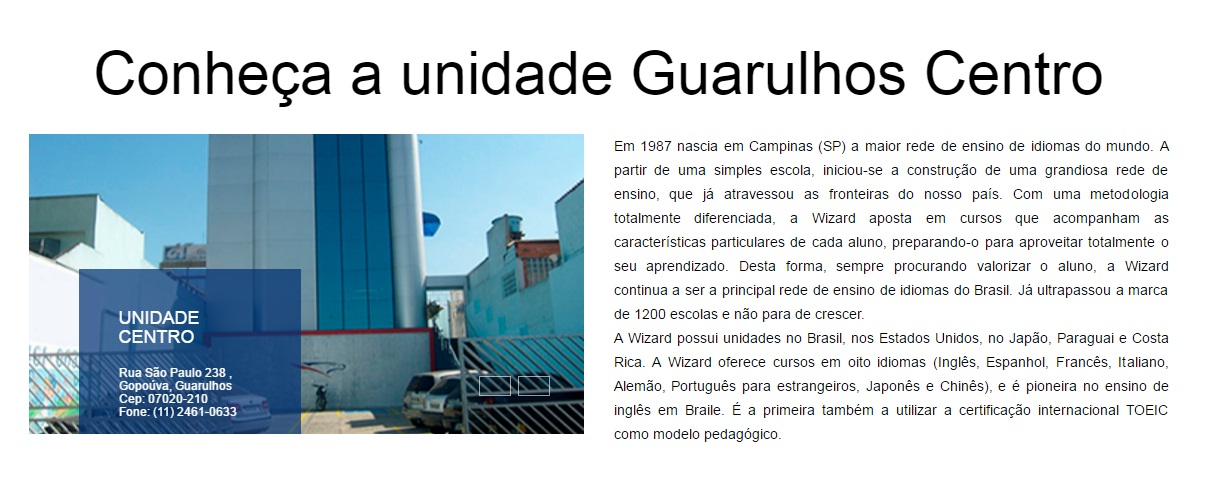 Conheça a unidade Guarulhos Centro
UNIDADE
CENTRO
Rua São Paulo 238 ,
Gopoúva, Guarulhos
Cep: 07020-210
Fone: (11) 2461-0633
Em 1987 nascia em Campinas (SP) a maior rede de ensino de idiomas do mundo. A
partir de uma simples escola, iniciou-se a construção de uma grandiosa rede de
ensino, que já atravessou as fronteiras do nosso país. Com uma metodologia
totalmente diferenciada, a Wizard aposta em cursos que acompanham as
características particulares de cada aluno, preparando-o para aproveitar totalmente o
seu aprendizado. Desta forma, sempre procurando valorizar o aluno, a Wizard
continua a ser a principal rede de ensino de idiomas do Brasil. Já ultrapassou a marca
de 1200 escolas e não para de crescer.
A Wizard possui unidades no Brasil, nos Estados Unidos, no Japão, Paraguai e Costa
Rica. A Wizard oferece cursos em oito idiomas (Inglês, Espanhol, Francês, Italiano,
Alemão, Português para estrangeiros, Japonês e Chinês), e é pioneira no ensino de
inglês em Braile. É a primeira também a utilizar a certificação internacional TOEIC
como modelo pedagógico.